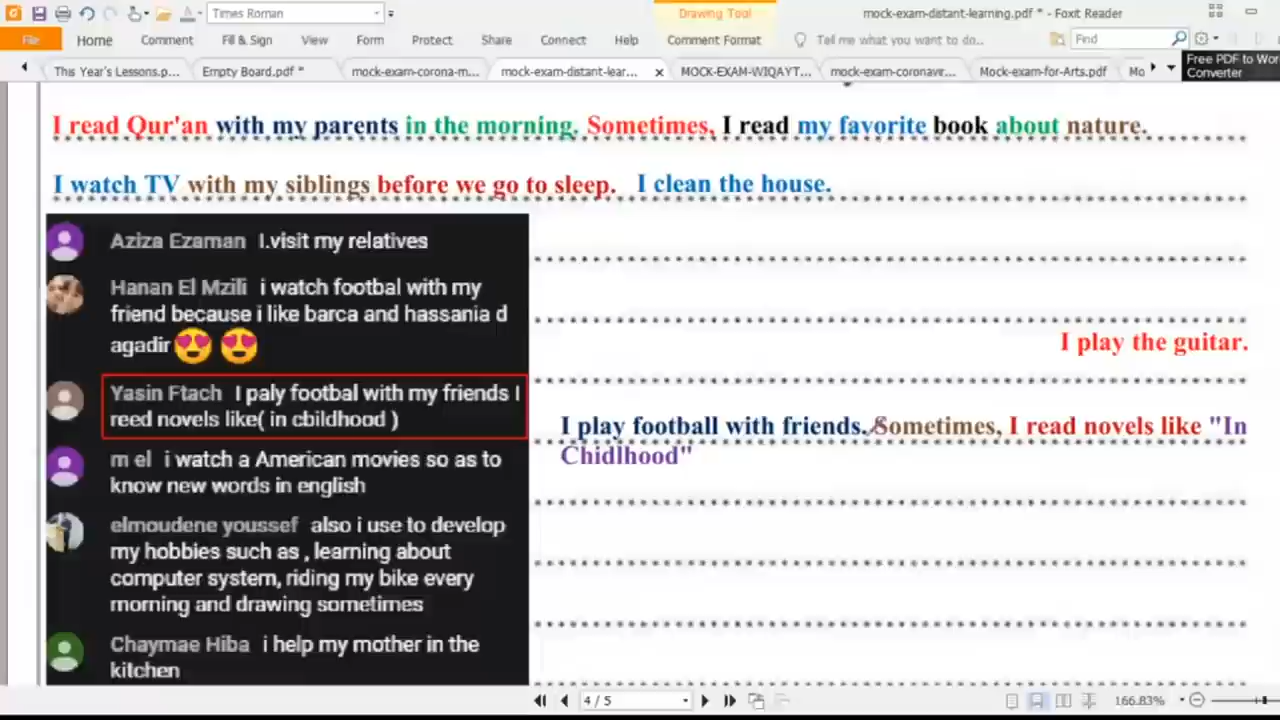 Times Roman
Drawing Tool
mock-exam-distant-learning.pdf * - Foxit Reader
File
Home
Comment
Fill & Sign
View
Form
Protect
Share
Connect
Help
Comment Format
Tell me what you want to do...
Find
This Year's Lessons.p...
Empty Board.pdf *
mock-exam-corona-m...
mock-exam-distant-lear...
MOCK-EXAM-WIQAYT...
mock-exam-coronavr...
Mock-exam-for-Arts.pdf
Mo
Free PDF to Wor
Converter
I read Qur'an with my parents in the morning. Sometimes, I read my favorite book about nature.
I watch TV with my siblings before we go to sleep. I clean the house.
Aziza Ezaman I.visit my relatives
Hanan El Mzili i watch footbal with my
friend because i like barca and hassania d
agadir
I play the guitar.
Yasin Ftach I paly footbal with my friends I
reed novels like( in cbildhood )
I play football with friends. Sometimes, I read novels like "In
Chidlhood"
m el i watch a American movies so as to
know new words in english
elmoudene youssef also i use to develop
my hobbies such as , learning about
computer system, riding my bike every
morning and drawing sometimes
Chaymae Hiba i help my mother in the
kitchen
4 / 5
166.83%